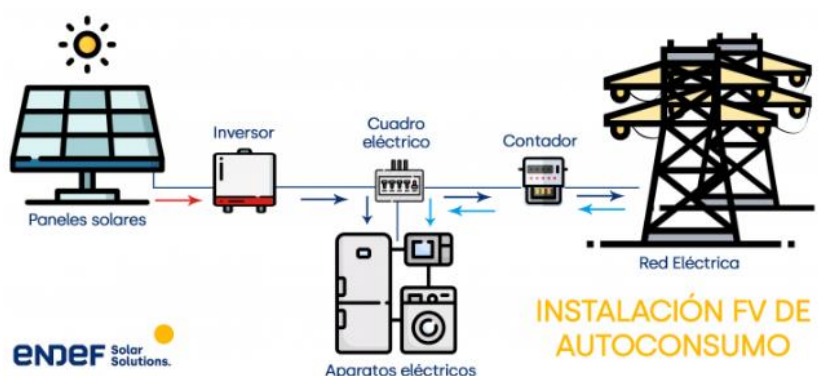 Inversor
Cuadro
eléctrico
Contador
Paneles solares
Red Eléctrica
Aparatos eléctricos
INSTALACIÓN FV DE
AUTOCONSUMO
ENDEF Solar
Solutions.